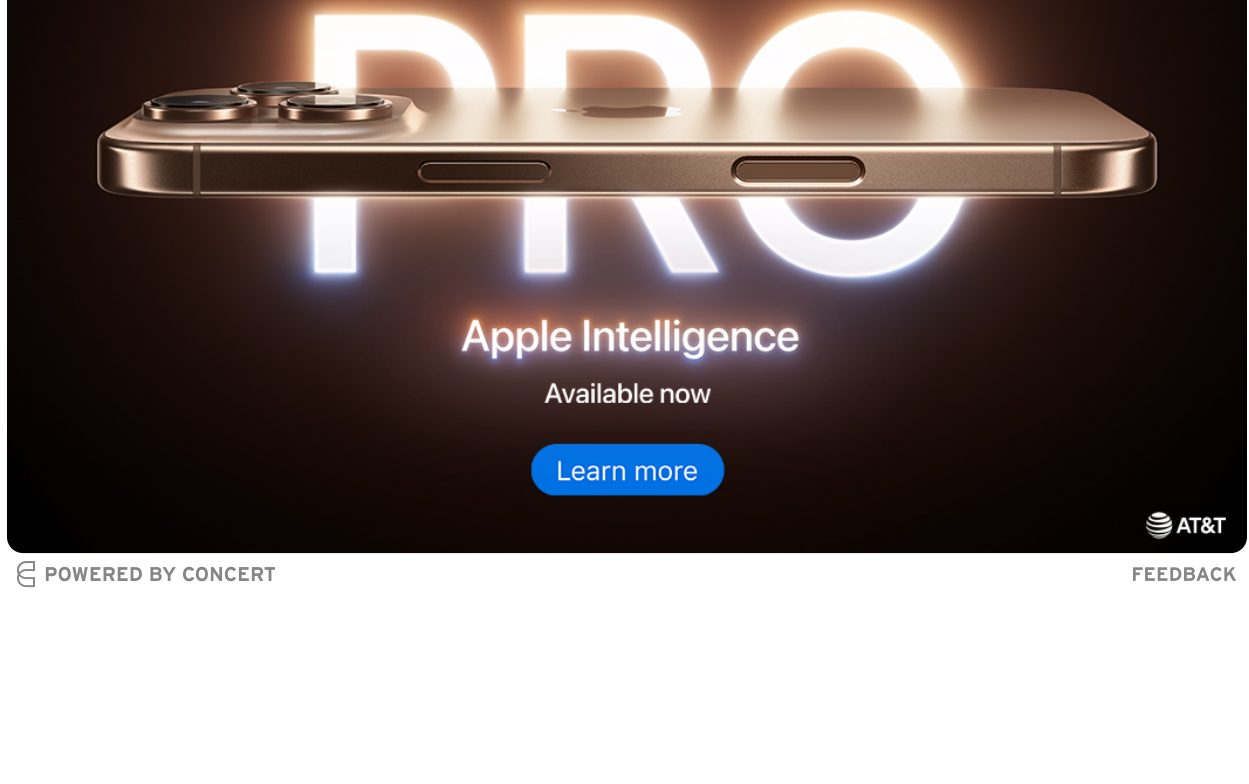 PRO
Apple Intelligence
Available now
Learn more
AT&T
POWERED BY CONCERT
FEEDBACK